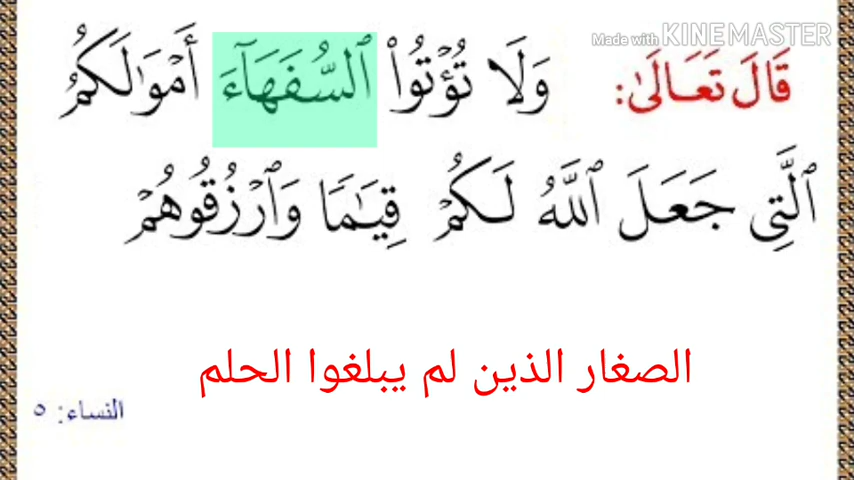 Made with KINEMASTER
قَالَ تَعَالَىٰ: وَلَا تُؤۡتُواْ ٱلسُّفَهَآءَ أَمۡوَٰلَكُمُ
ٱلَّتِي جَعَلَ ٱللَّهُ لَكُمۡ قِيَٰمٗا وَٱرۡزُقُوهُمۡ
الصغار الذين لم يبلغوا الحلم
النساء: ٥